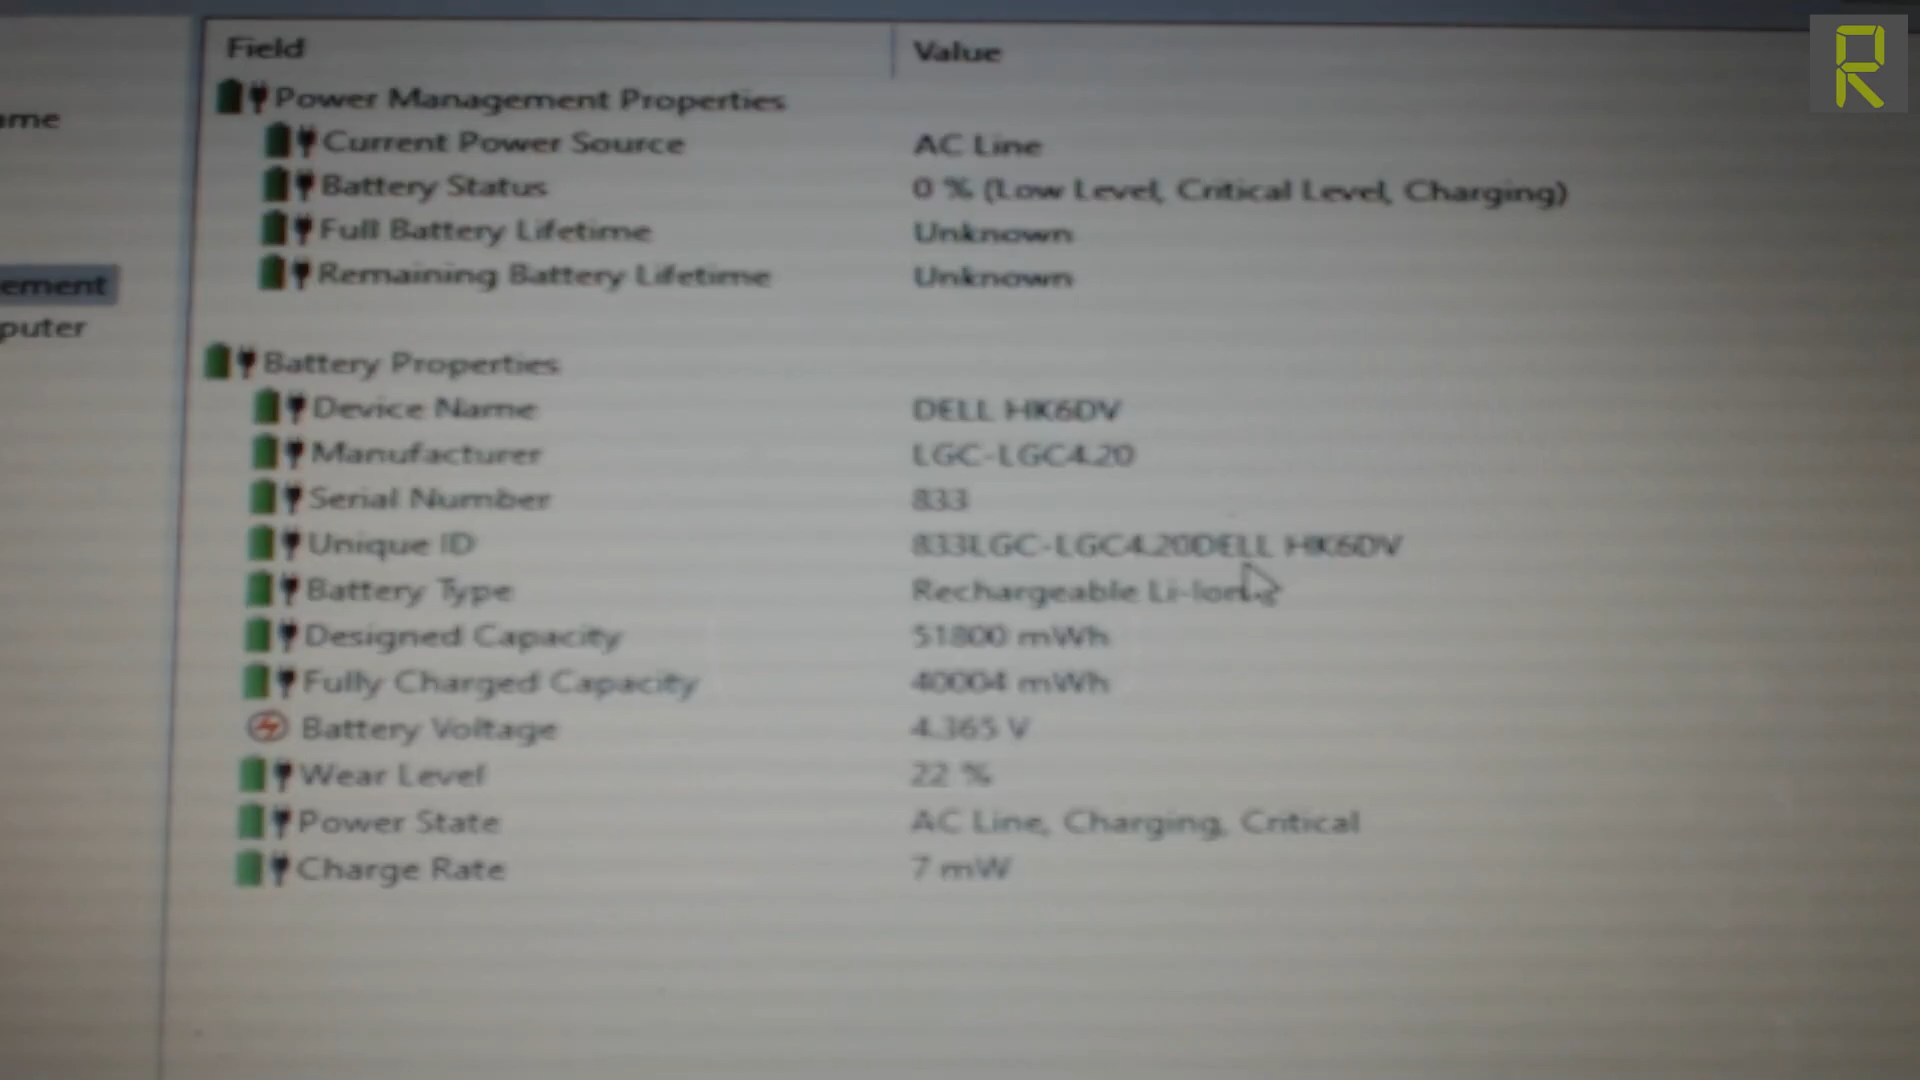 Field Value
Power Management Properties
Current Power Source AC Line
Battery Status 0 % (Low Level, Critical Level, Charging)
Full Battery Lifetime Unknown
Remaining Battery Lifetime Unknown
Battery Properties
Device Name DELL HK6DV
Manufacturer LGC-LGC4.20
Serial Number 833
Unique ID 833LGC-LGC4.20DELL HK6DV
Battery Type Rechargeable Li-Ion
Designed Capacity 51800 mWh
Fully Charged Capacity 40004 mWh
Battery Voltage 4.365 V
Wear Level 22 %
Power State AC Line, Charging, Critical
Charge Rate 7 mW
ame
ement
puter
R